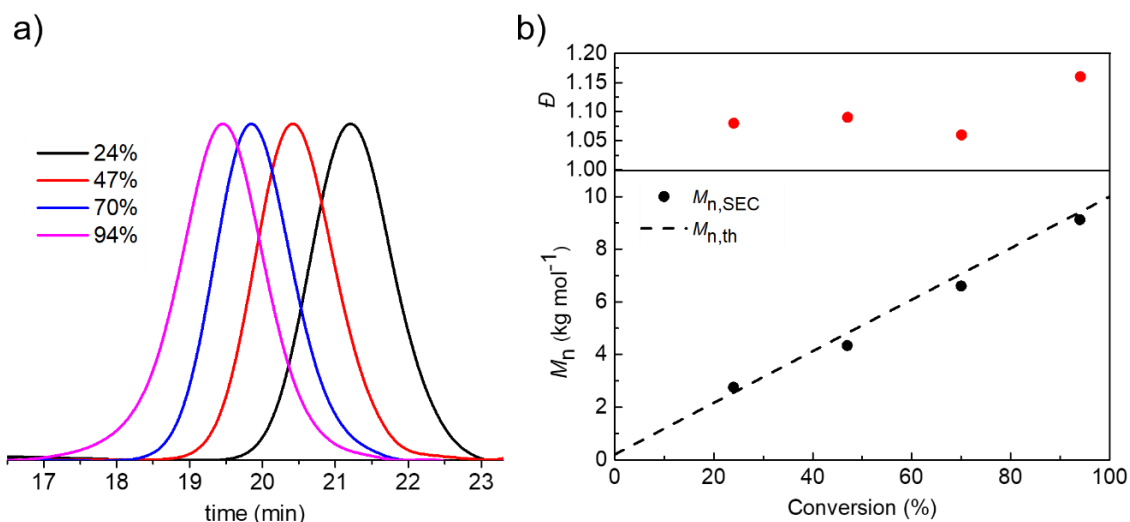 a)
24%
47%
70%
94%
17 18 19 20 21 22 23
time (min)
b)
1.20
1.15
1.10
1.05
1.00
Đ
10
8
6
4
2
0
Mn (kg mol⁻¹)
Mn,SEC
Mn,th
0 20 40 60 80 100
Conversion (%)